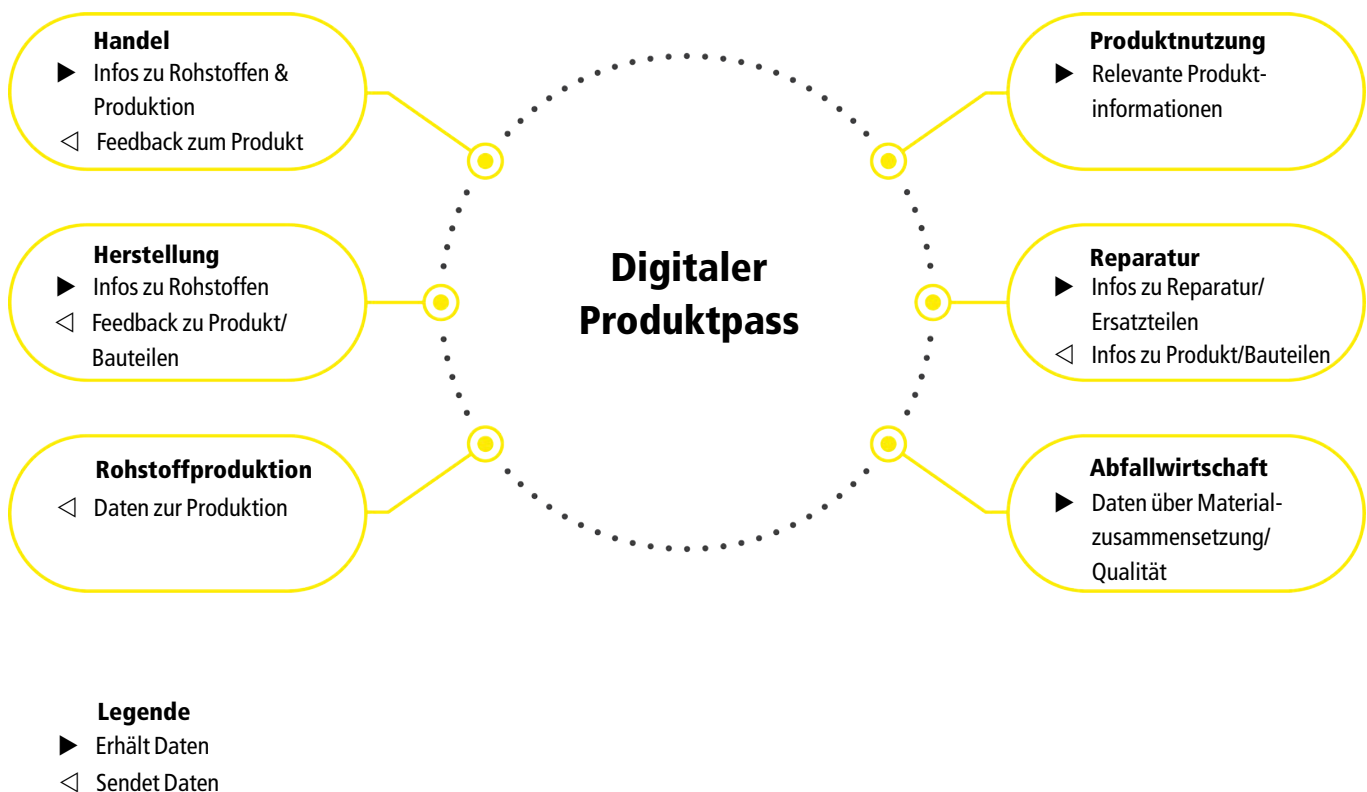 Handel
▶ Infos zu Rohstoffen &
Produktion
◁ Feedback zum Produkt
Herstellung
▶ Infos zu Rohstoffen
◁ Feedback zu Produkt/
Bauteilen
Rohstoffproduktion
◁ Daten zur Produktion
Digitaler
Produktpass
Produktnutzung
▶ Relevante Produkt-
informationen
Reparatur
▶ Infos zu Reparatur/
Ersatzteilen
◁ Infos zu Produkt/Bauteilen
Abfallwirtschaft
▶ Daten über Material-
zusammensetzung/
Qualität
Legende
▶ Erhält Daten
◁ Sendet Daten